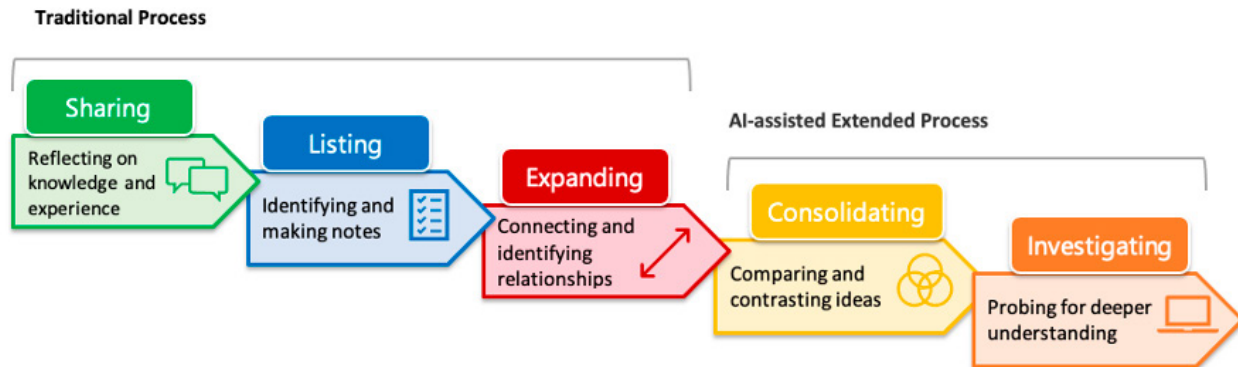 Traditional Process
Sharing
Reflecting on
knowledge and
experience
Listing
Identifying and
making notes
Expanding
Connecting and
identifying
relationships
AI-assisted Extended Process
Consolidating
Comparing and
contrasting ideas
Investigating
Probing for deeper
understanding